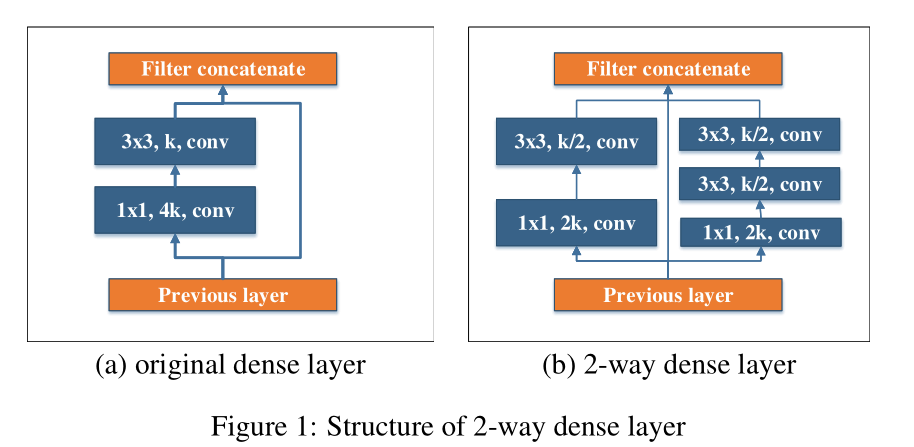 Filter concatenate
3x3, k, conv
1x1, 4k, conv
Previous layer
(a) original dense layer
Filter concatenate
3x3, k/2, conv
1x1, 2k, conv
3x3, k/2, conv
3x3, k/2, conv
1x1, 2k, conv
Previous layer
(b) 2-way dense layer
Figure 1: Structure of 2-way dense layer